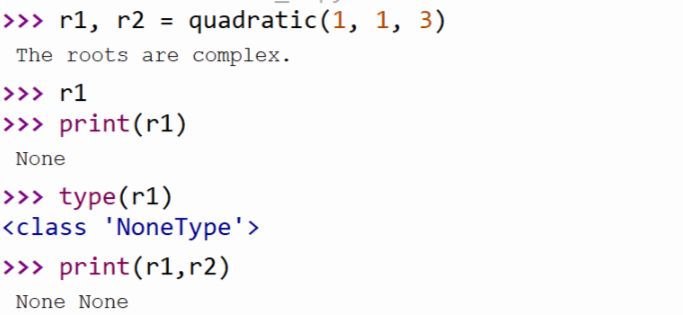 >>> r1, r2 = quadratic(1, 1, 3)
The roots are complex.
>>> r1
>>> print(r1)
None
>>> type(r1)
<class 'NoneType'>
>>> print(r1,r2)
None None